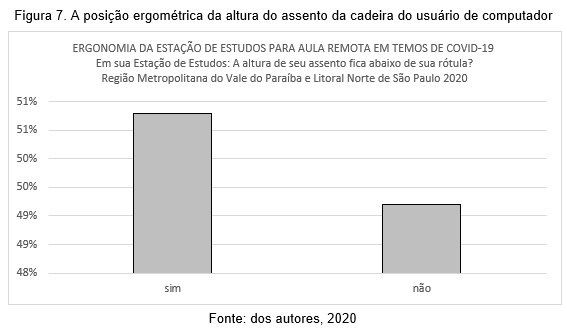 Figura 7. A posição ergométrica da altura do assento da cadeira do usuário de computador
ERGONOMIA DA ESTAÇÃO DE ESTUDOS PARA AULA REMOTA EM TEMOS DE COVID-19
Em sua Estação de Estudos: A altura de seu assento fica abaixo de sua rótula?
Região Metropolitana do Vale do Paraíba e Litoral Norte de São Paulo 2020
51%
51%
50%
50%
49%
49%
48%
sim não
Fonte: dos autores, 2020